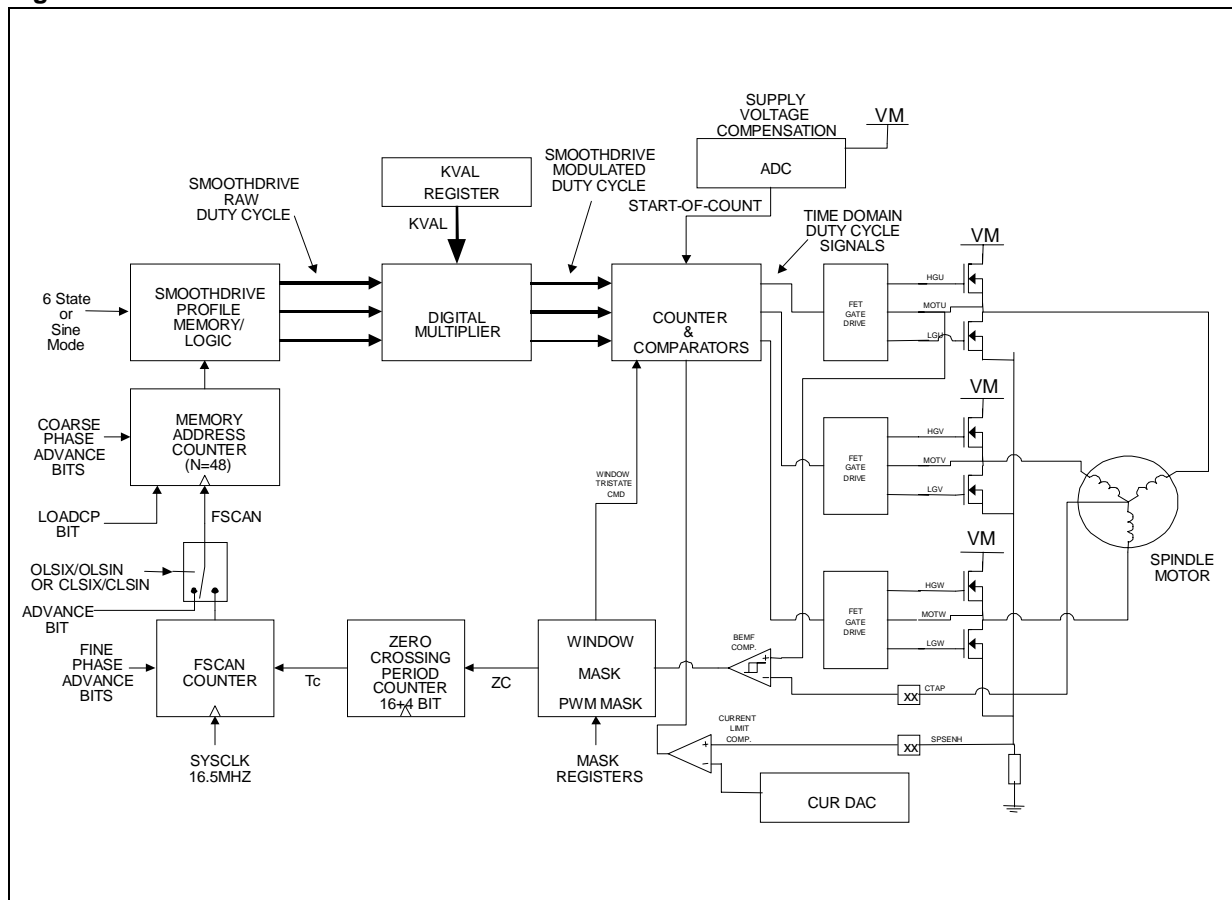 SUPPLY
VOLTAGE
COMPENSATION
VM
ADC
SMOOTHDRIVE
RAW
DUTY CYCLE
KVAL
REGISTER
SMOOTHDRIVE
MODULATED
DUTY CYCLE
START-OF-COUNT
KVAL
TIME DOMAIN
DUTY CYCLE
SIGNALS
VM
6 State
or
Sine
Mode
SMOOTHDRIVE
PROFILE
MEMORY/
LOGIC
DIGITAL
MULTIPLIER
COUNTER
&
COMPARATORS
FET
GATE
DRIVE
HGU
MOTU
LGU
COARSE
PHASE
ADVANCE
BITS
MEMORY
ADDRESS
COUNTER
(N=48)
WINDOW
TRISTATE
CMD
VM
FET
GATE
DRIVE
HGV
MOTV
LGV
LOADCP
BIT
FSCAN
OLSIX/OLSIN
OR CLSIX/CLSIN
ADVANCE
BIT
VM
SPINDLE
MOTOR
FET
GATE
DRIVE
HGW
MOTW
LGW
FINE
PHASE
ADVANCE
BITS
FSCAN
COUNTER
Tc
ZERO
CROSSING
PERIOD
COUNTER
16+4 BIT
ZC
WINDOW
MASK
PWM MASK
BEMF
COMP.
+
–
XX
CTAP
SYSCLK
16.5MHZ
MASK
REGISTERS
CURRENT
LIMIT
COMP.
+
–
XX
SPSENH
CUR DAC